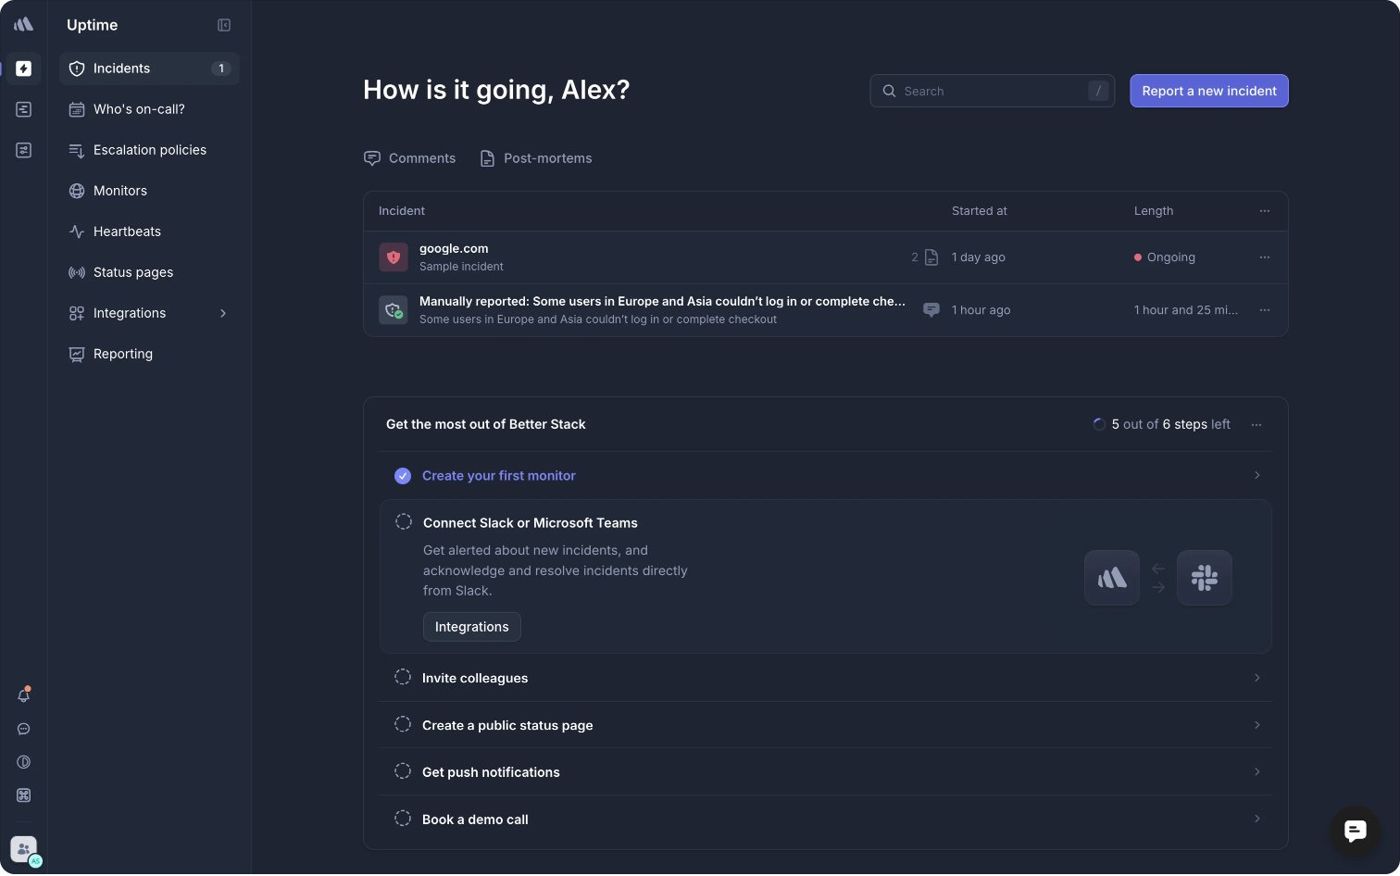 Uptime
Incidents 1
Who's on-call?
Escalation policies
Monitors
Heartbeats
Status pages
Integrations
Reporting
AS
How is it going, Alex?
Search /
Report a new incident
Comments Post-mortems
Incident Started at Length ...
google.com
Sample incident
2 1 day ago Ongoing ...
Manually reported: Some users in Europe and Asia couldn’t log in or complete che...
Some users in Europe and Asia couldn’t log in or complete checkout
1 hour ago 1 hour and 25 mi... ...
Get the most out of Better Stack 5 out of 6 steps left ...
Create your first monitor
Connect Slack or Microsoft Teams
Get alerted about new incidents, and
acknowledge and resolve incidents directly
from Slack.
Integrations
Invite colleagues
Create a public status page
Get push notifications
Book a demo call